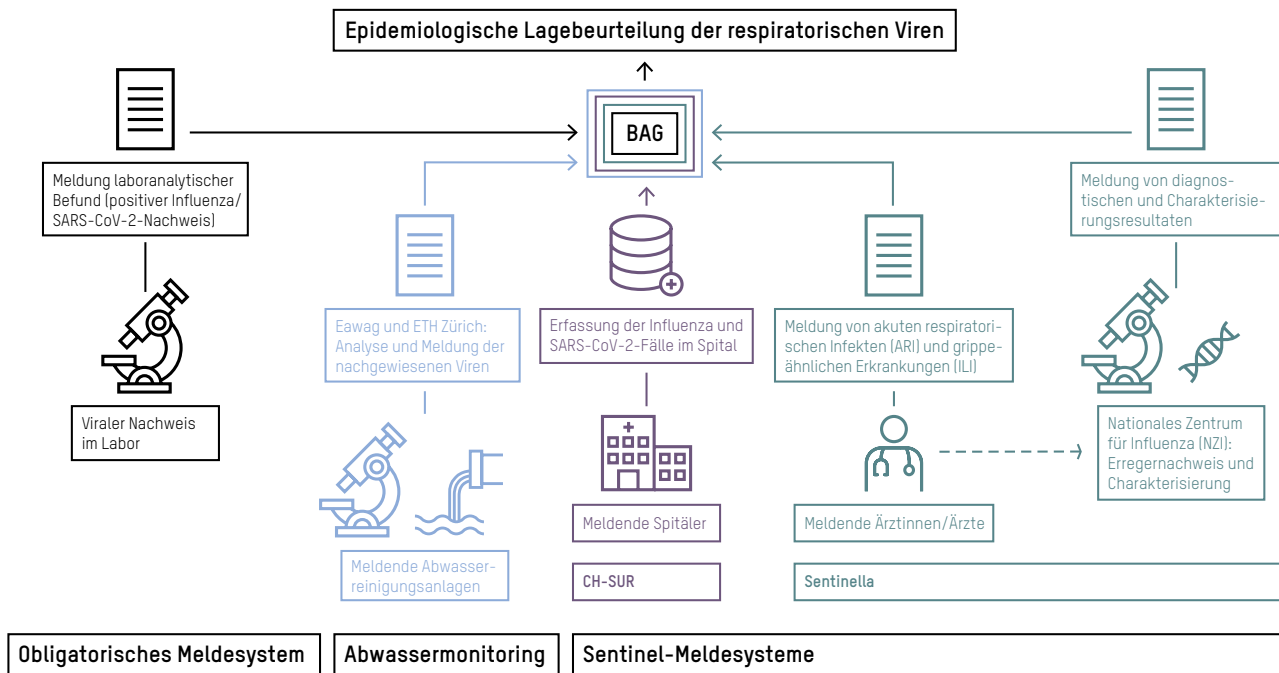 Epidemiologische Lagebeurteilung der respiratorischen Viren
BAG
Meldung laboranalytischer
Befund (positiver Influenza/
SARS-CoV-2-Nachweis)
Viraler Nachweis
im Labor
Eawag und ETH Zürich:
Analyse und Meldung der
nachgewiesenen Viren
Meldende Abwasser-
reinigungsanlagen
Erfassung der Influenza und
SARS-CoV-2-Fälle im Spital
Meldende Spitäler
CH-SUR
Meldung von akuten respiratori-
schen Infekten (ARI) und grippe-
ähnlichen Erkrankungen (ILI)
Meldende Ärztinnen/Ärzte
Sentinella
Meldung von diagnos-
tischen und Charakterisie-
rungsresultaten
Nationales Zentrum
für Influenza (NZI):
Erregernachweis und
Charakterisierung
Obligatorisches Meldesystem
Abwassermonitoring
Sentinel-Meldesysteme